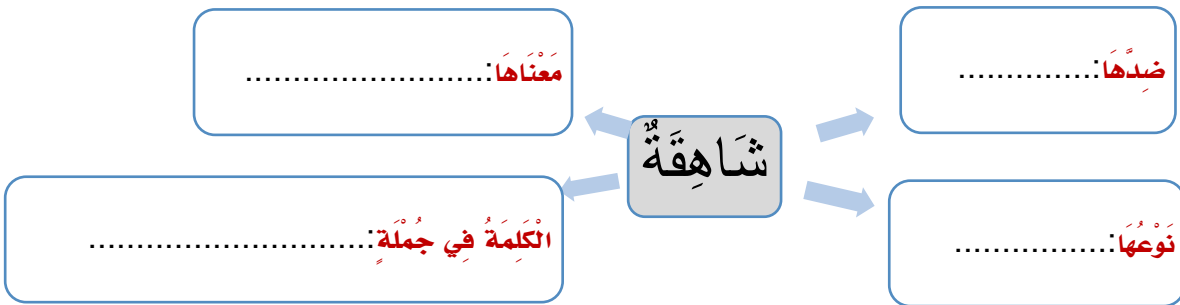 ضِدَّهَا:..............
مَعْنَاهَا:.........................
شَاهِقَةٌ
نَوْعُهَا:................
الْكَلِمَةُ فِي جُمْلَةٍ:.............................